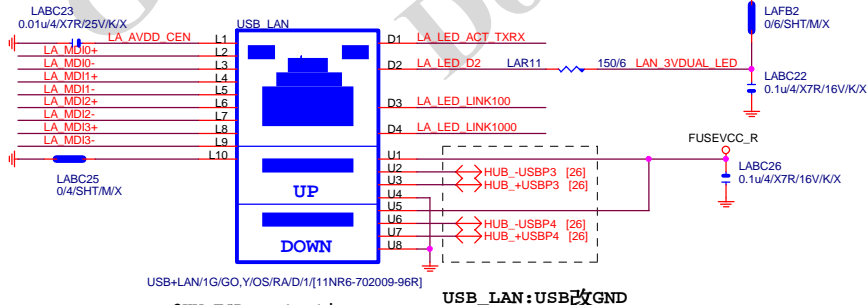 LABC23
0.01u/4/X7R/25V/K/X
USB_LAN
LAFB2
0/6/SHT/M/X
LA_AVDD_CEN L1
LA_MDI0+ L2
LA_MDI0- L3
LA_MDI1+ L4
LA_MDI1- L5
LA_MDI2+ L6
LA_MDI2- L7
LA_MDI3+ L8
LA_MDI3- L9
L10
LABC25
0/4/SHT/M/X
D1 LA_LED_ACT_TXRX
D2 LA_LED_D2 LAR11 150/6 LAN_3VDUAL_LED
LABC22
0.1u/4/X7R/16V/K/X
D3 LA_LED_LINK100
D4 LA_LED_LINK1000
FUSEVCC_R
LABC26
0.1u/4/X7R/16V/K/X
U1
U2 HUB_-USBP3 [26]
U3 HUB_+USBP3 [26]
U4
U5
U6 HUB_-USBP4 [26]
U7 HUB_+USBP4 [26]
U8
UP
DOWN
USB+LAN/1G/GO,Y/OS/RA/D/1/[11NR6-702009-96R]
USB_LAN:USB改GND